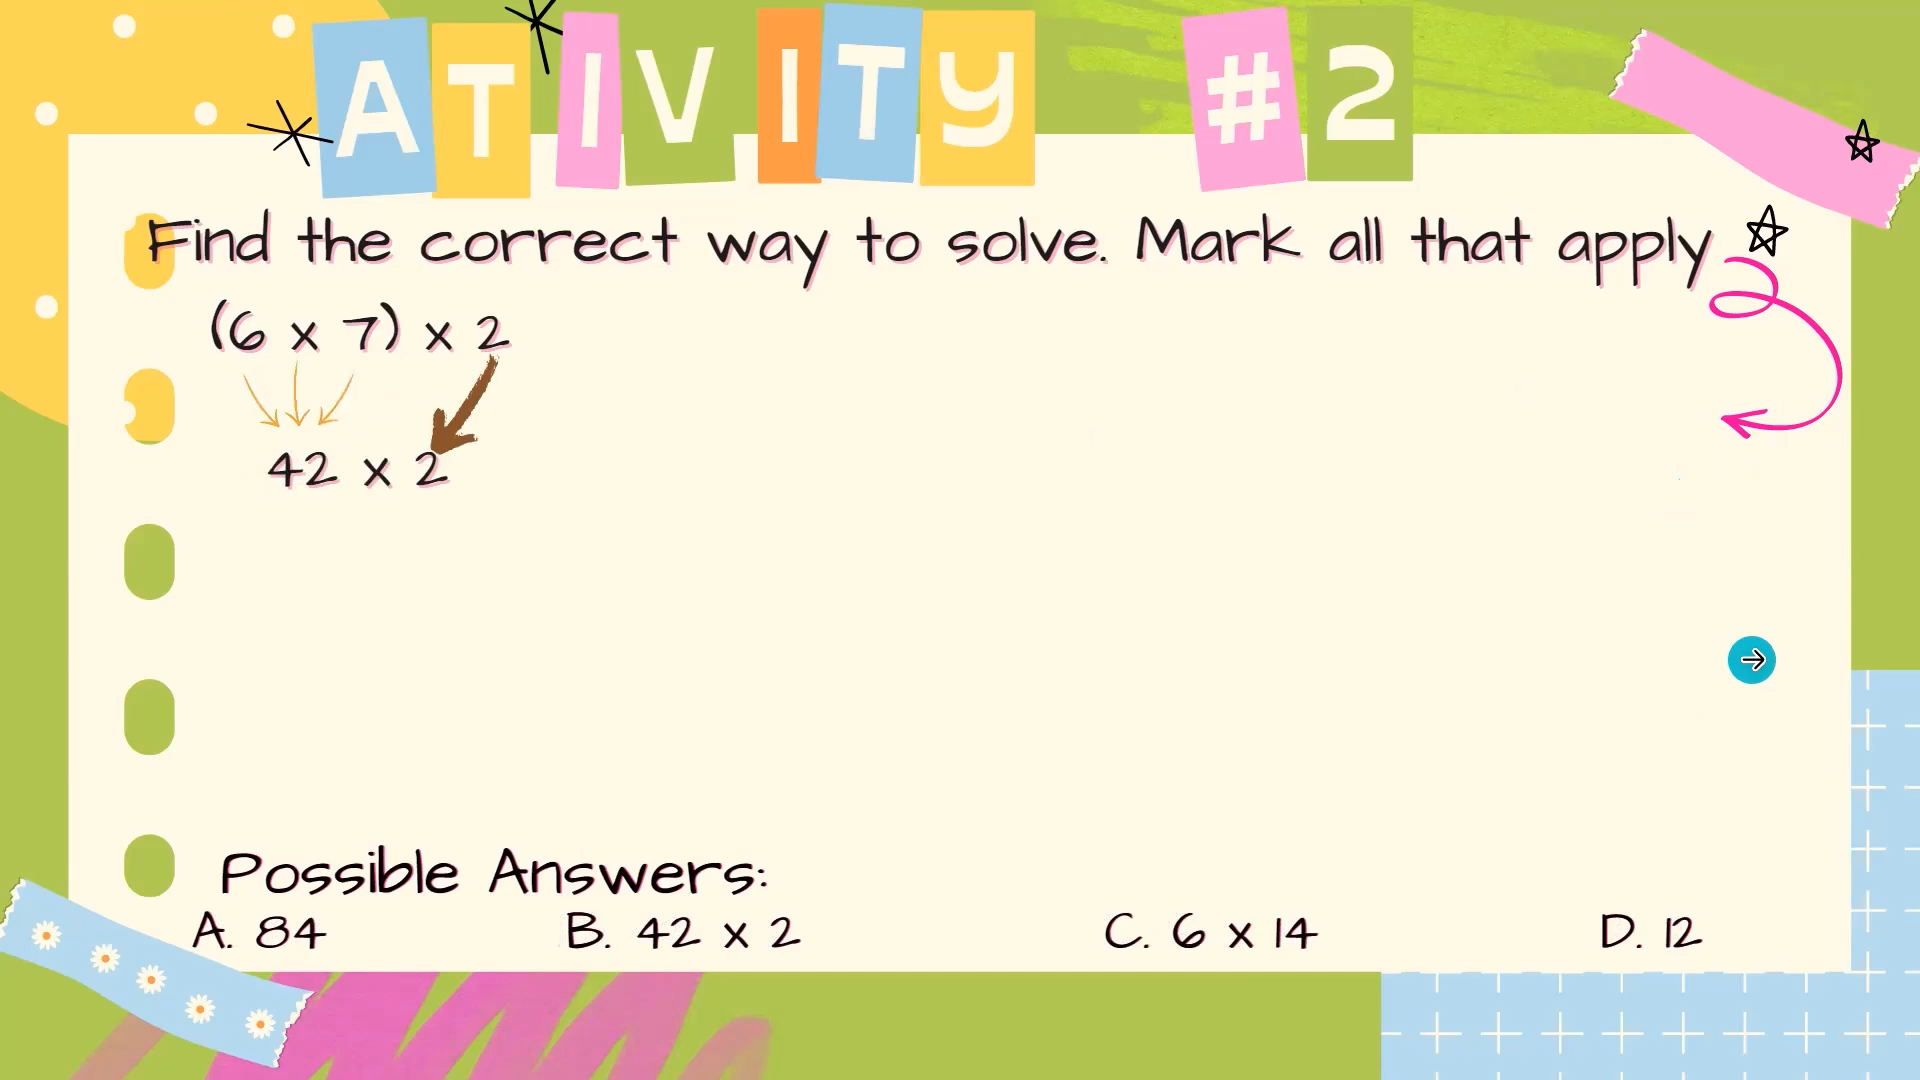 ATIVITY #2
Find the correct way to solve. Mark all that apply
(6 x 7) x 2
42 x 2
Possible Answers:
A. 84 B. 42 x 2 C. 6 x 14 D. 12